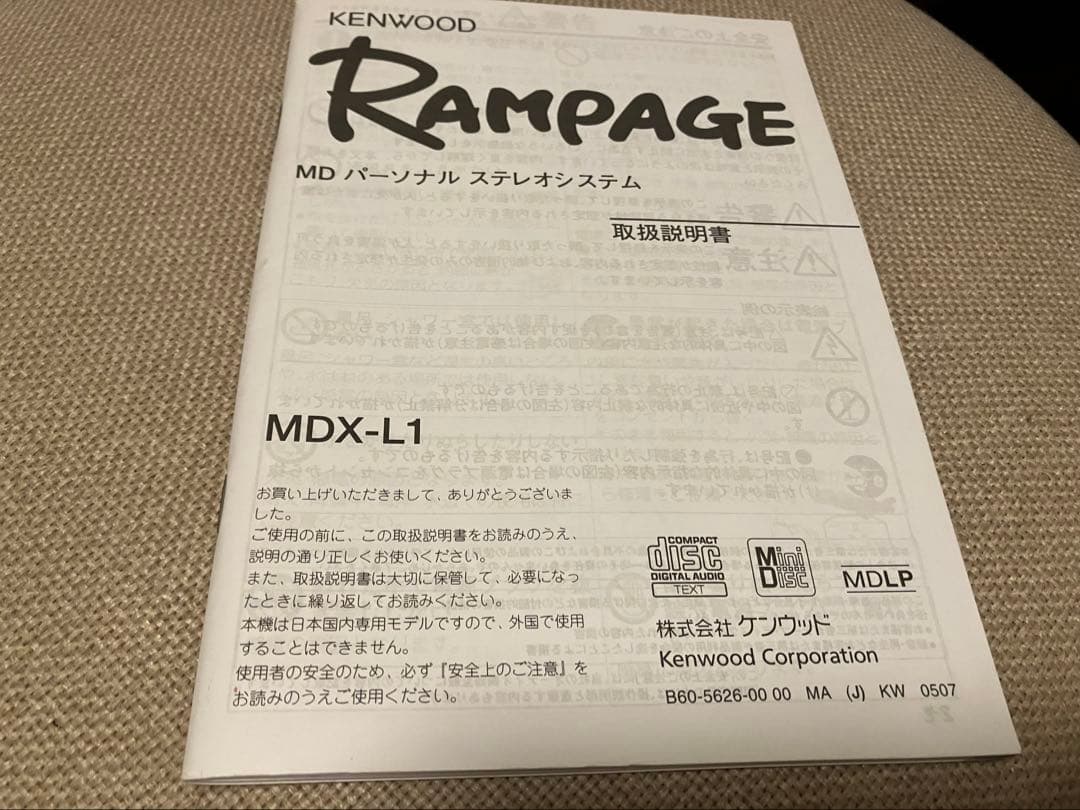 KENWOOD
RAMPAGE
MD パーソナル ステレオシステム
取扱説明書
MDX-L1
お買い上げいただきまして、ありがとうございま
した。
ご使用の前に、この取扱説明書をお読みのうえ、
説明の通り正しくお使いください。
また、取扱説明書は大切に保管して、必要になっ
たときに繰り返してお読みください。
本機は日本国内専用モデルですので、外国で使用
することはできません。
使用者の安全のため、必ず『安全上のご注意』を
お読みのうえご使用ください。
COMPACT
disc
DIGITAL AUDIO
TEXT
Mini
Disc
MDLP
株式会社 ケンウッド
Kenwood Corporation
B60-5626-00 00 MA (J) KW 0507